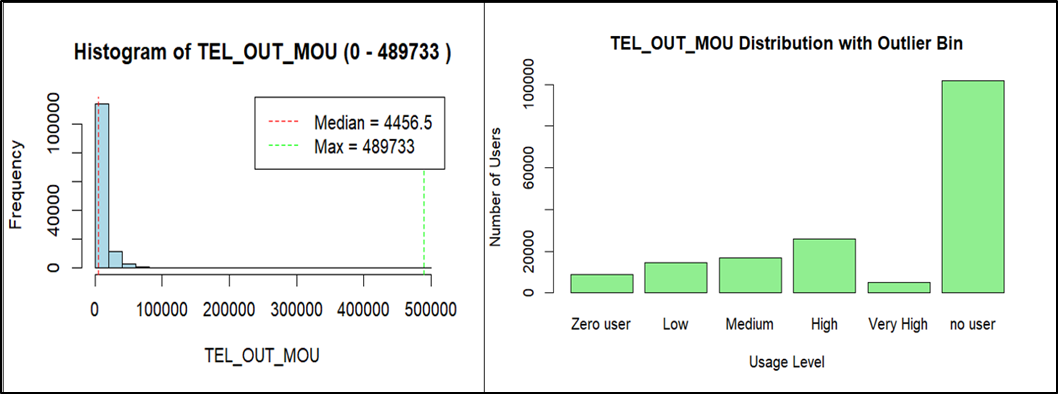 Histogram of TEL_OUT_MOU (0 - 489733 )
Median = 4456.5
Max = 489733
Frequency
100000
40000
0
0 100000 200000 300000 400000 500000
TEL_OUT_MOU
TEL_OUT_MOU Distribution with Outlier Bin
Number of Users
100000
60000
20000
0
Zero user Low Medium High Very High no user
Usage Level